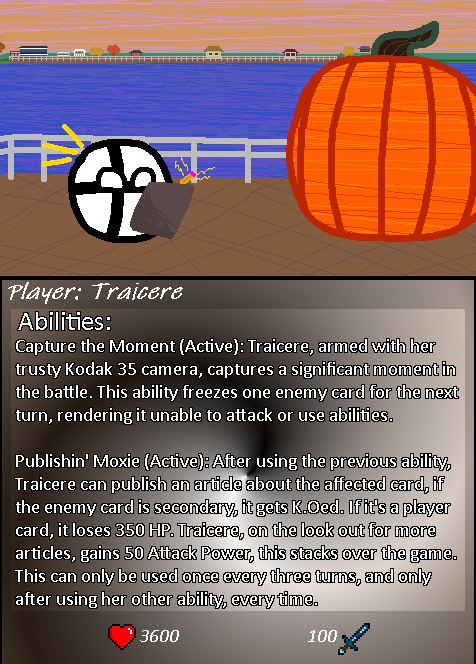 Player: Traicere
Abilities:
Capture the Moment (Active): Traicere, armed with her
trusty Kodak 35 camera, captures a significant moment in
the battle. This ability freezes one enemy card for the next
turn, rendering it unable to attack or use abilities.
Publishin' Moxie (Active): After using the previous ability,
Traicere can publish an article about the affected card, if
the enemy card is secondary, it gets K.Oed. If it's a player
card, it loses 350 HP. Traicere, on the look out for more
articles, gains 50 Attack Power, this stacks over the game.
This can only be used once every three turns, and only
after using her other ability, every time.
3600
100